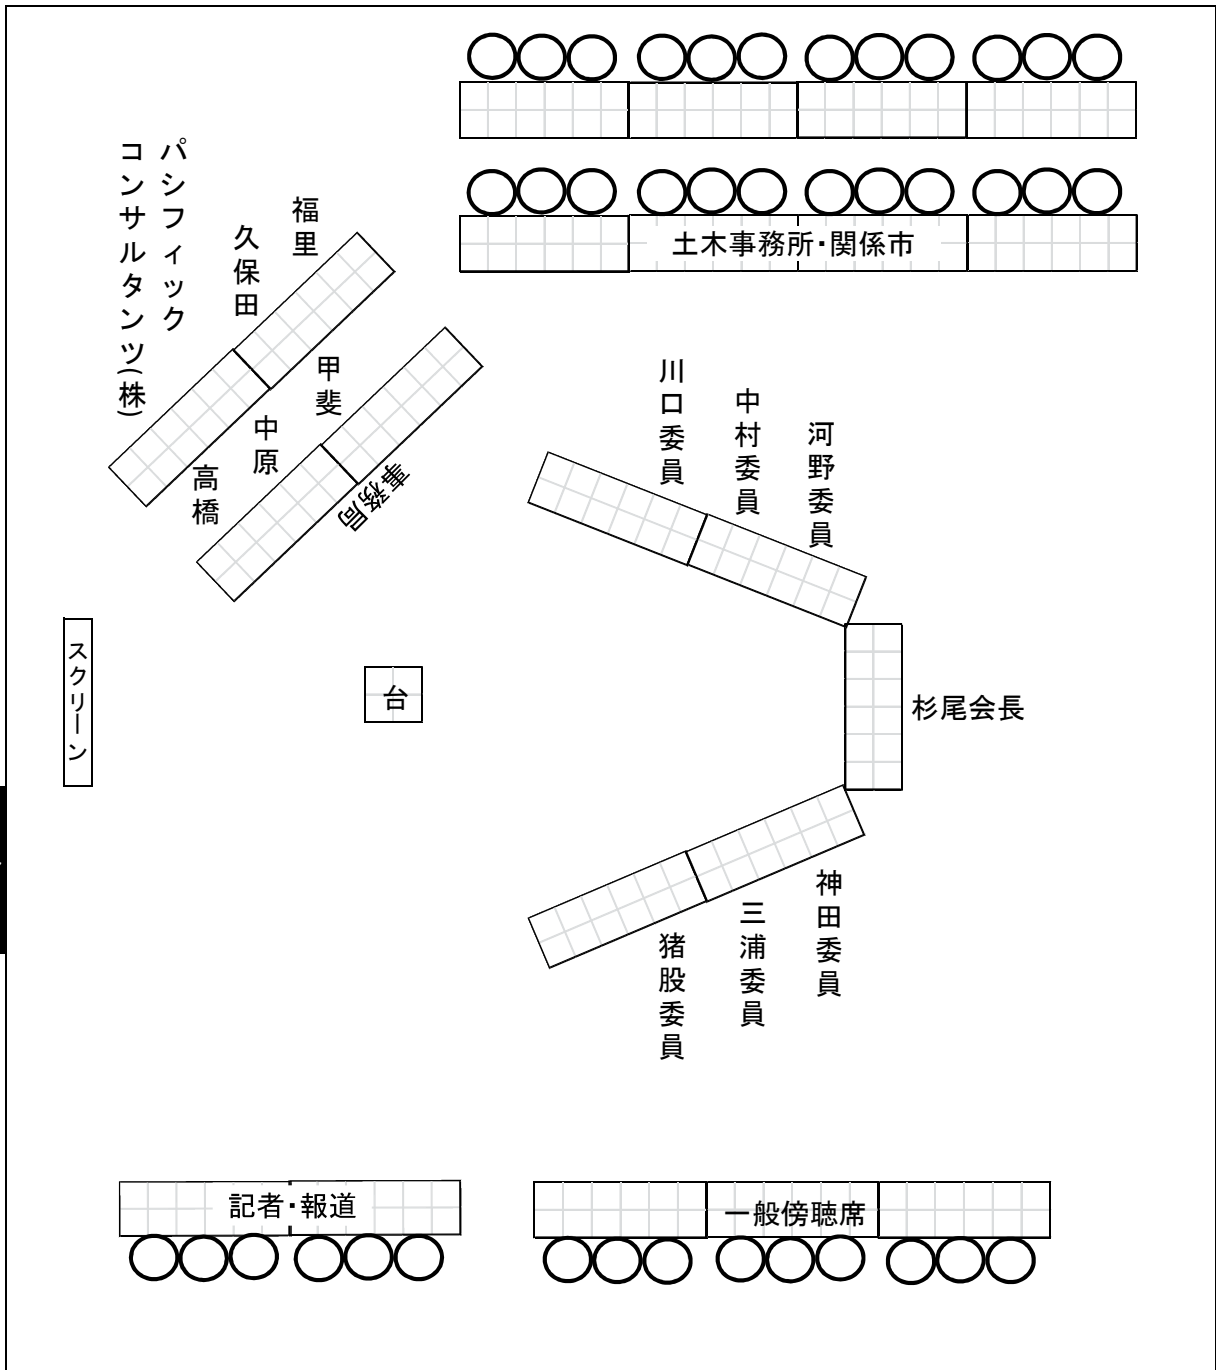 パシフィック
コンサルタンツ(株)
福里
久保田
土木事務所・関係市
甲斐
中原
高橋
事務局
川口委員
中村委員
河野委員
スクリーン
台
杉尾会長
神田委員
三浦委員
猪股委員
記者・報道
一般傍聴席